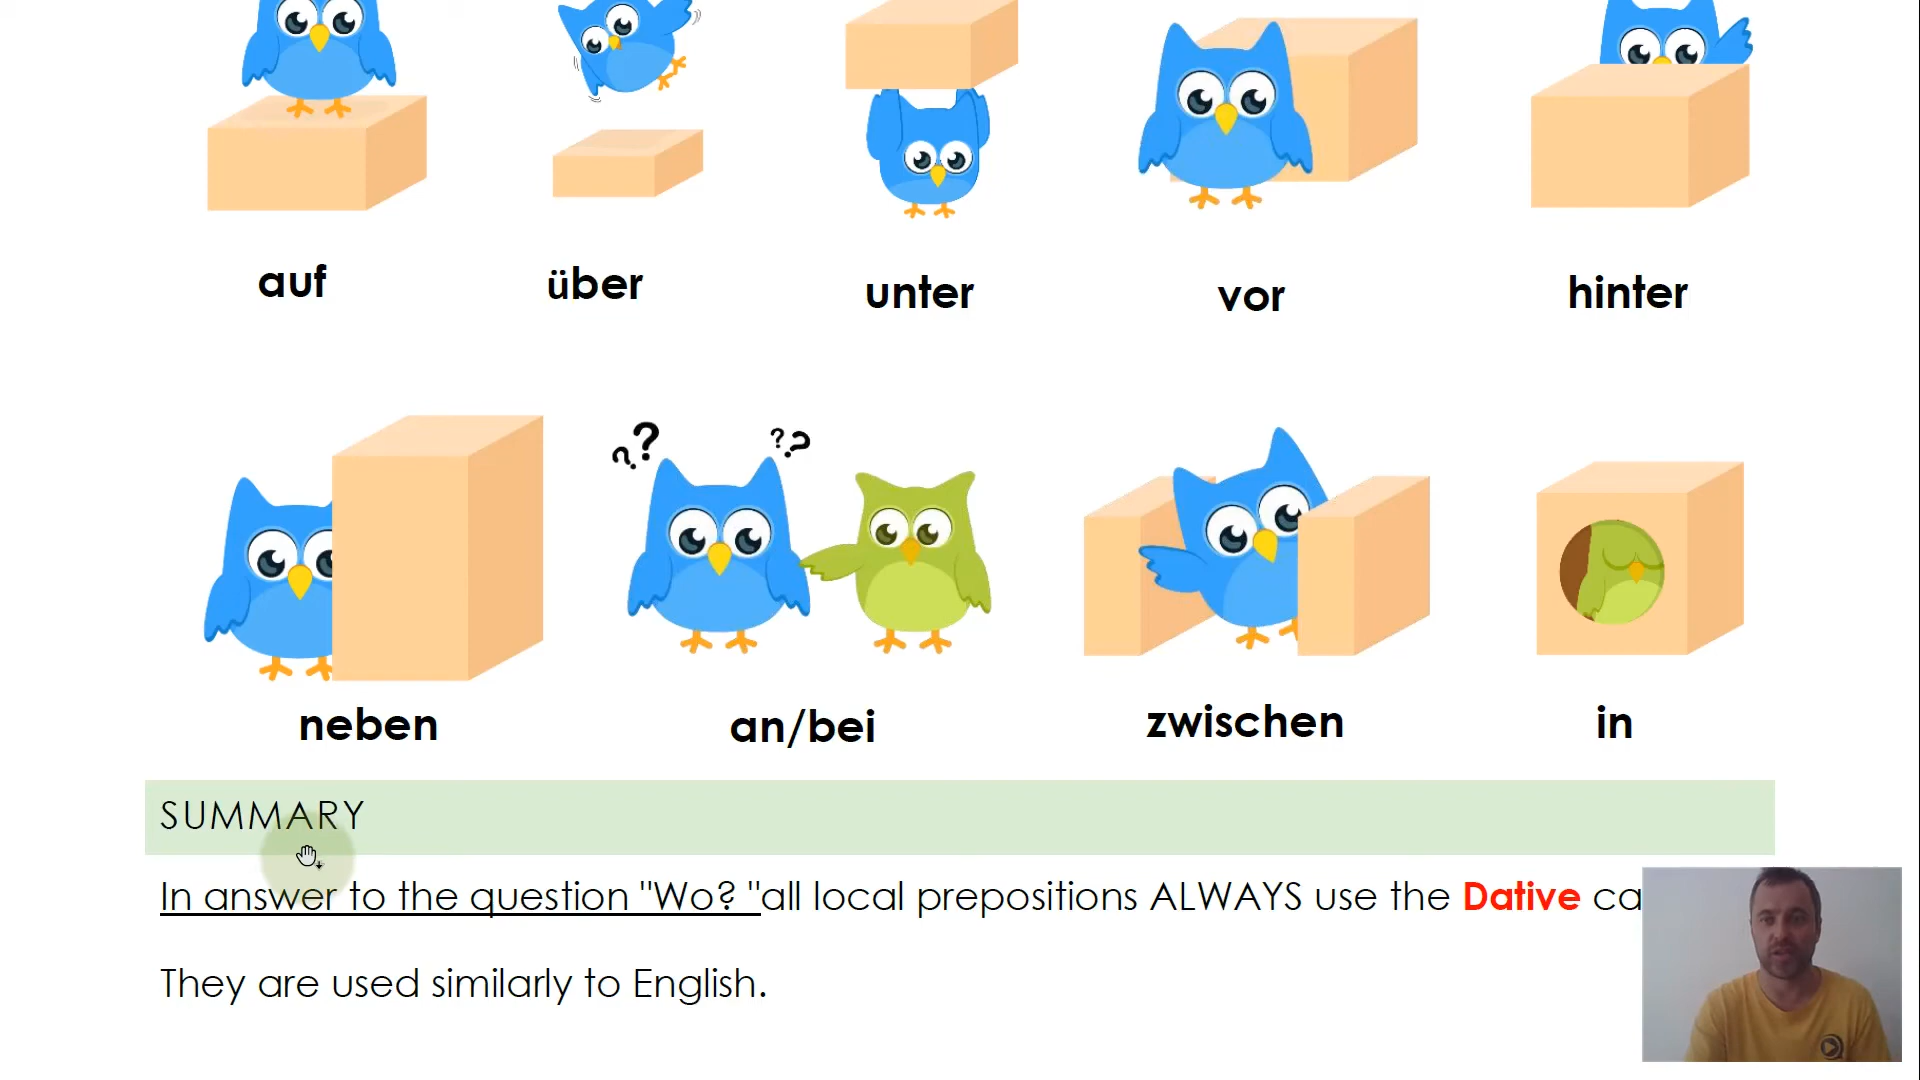 auf
über
unter
vor
hinter
??
??
neben
an/bei
zwischen
in
SUMMARY
In answer to the question "Wo? "all local prepositions ALWAYS use the Dative ca
They are used similarly to English.